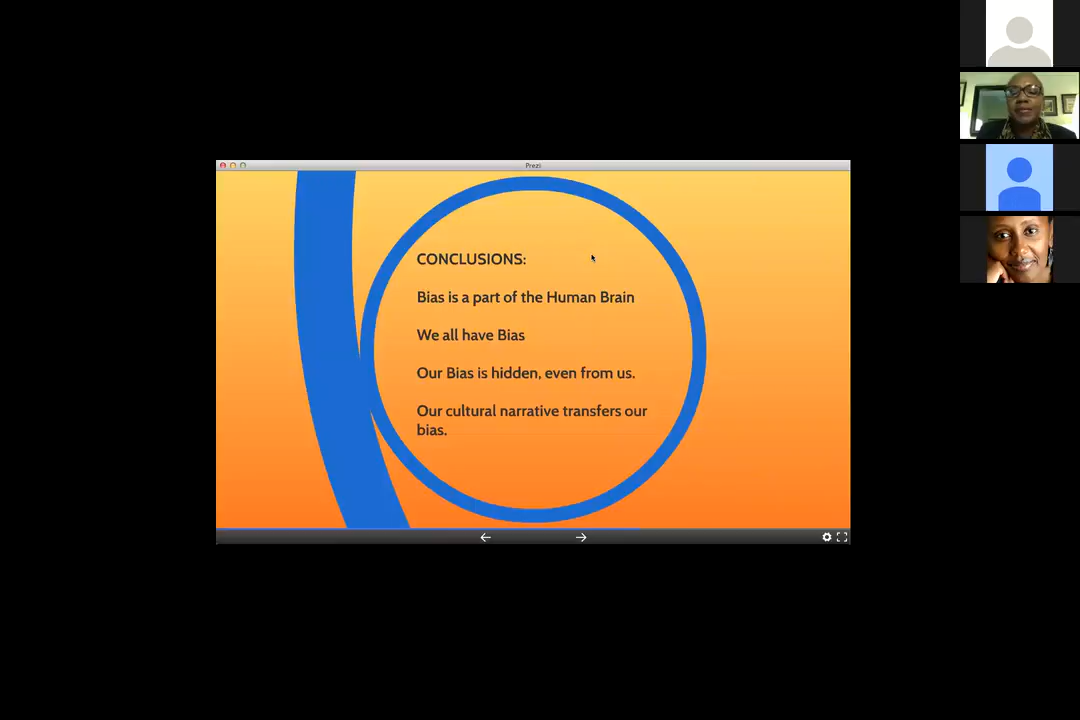 Prezi
CONCLUSIONS:
Bias is a part of the Human Brain
We all have Bias
Our Bias is hidden, even from us.
Our cultural narrative transfers our
bias.